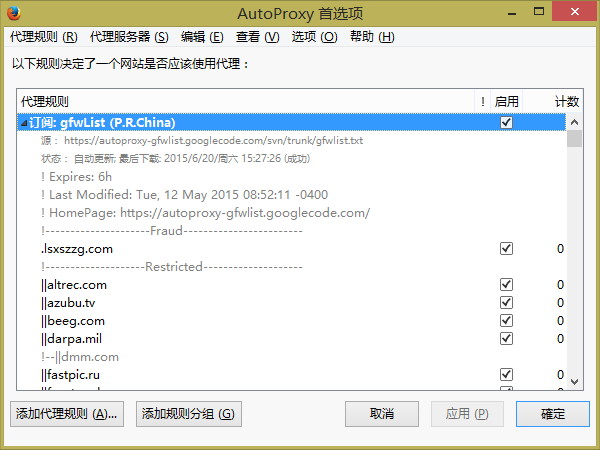 AutoProxy 首选项
代理规则 (R) 代理服务器 (S) 编辑 (E) 查看 (V) 选项 (O) 帮助 (H)
以下规则决定了一个网站是否应该使用代理：
代理规则 ! 启用 计数
订阅: gfwList (P.R.China)
源： https://autoproxy-gfwlist.googlecode.com/svn/trunk/gfwlist.txt
状态： 自动更新; 最后下载: 2015/6/20/周六 15:27:26 (成功)
! Expires: 6h
! Last Modified: Tue, 12 May 2015 08:52:11 -0400
! HomePage: https://autoproxy-gfwlist.googlecode.com/
!---------------------Fraud------------------------
.lsxszzg.com 0
!--------------------Restricted--------------------
||altrec.com 0
||azubu.tv 0
||beeg.com 0
||darpa.mil 0
!--||dmm.com
||fastpic.ru 0
添加代理规则 (A)... 添加规则分组 (G) 取消 应用 (P) 確定